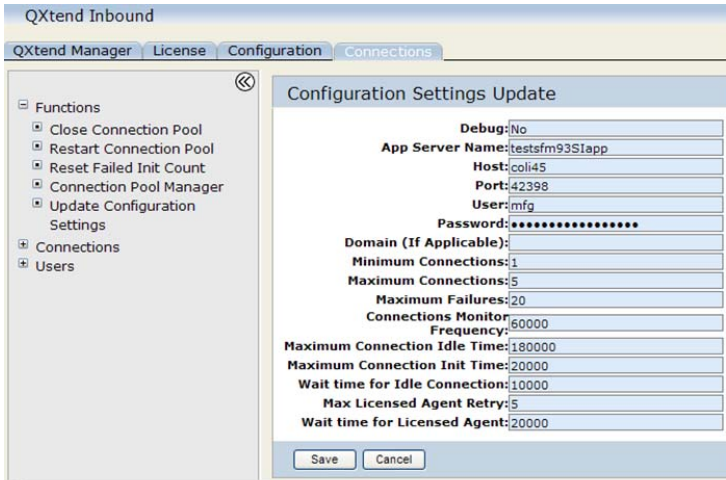 QXtend Inbound
QXtend Manager License Configuration Connections
Functions
Close Connection Pool
Restart Connection Pool
Reset Failed Init Count
Connection Pool Manager
Update Configuration
Settings
Connections
Users
Configuration Settings Update
Debug: No
App Server Name: testsfm93SIapp
Host: coli45
Port: 42398
User: mfg
Password: •••••••••••••••••
Domain (If Applicable):
Minimum Connections: 1
Maximum Connections: 5
Maximum Failures: 20
Connections Monitor
Frequency: 60000
Maximum Connection Idle Time: 180000
Maximum Connection Init Time: 20000
Wait time for Idle Connection: 10000
Max Licensed Agent Retry: 5
Wait time for Licensed Agent: 20000
Save Cancel